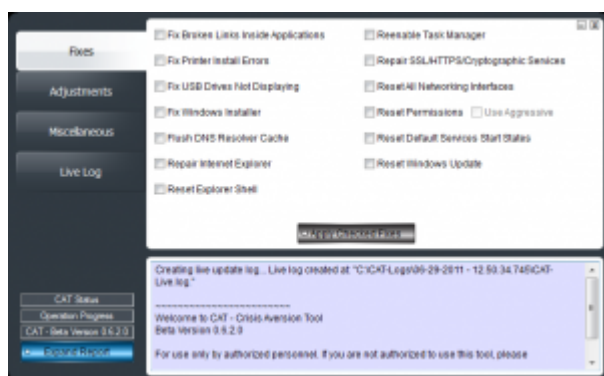 Fixes
Adjustments
Miscellaneous
Live Log
Fix Broken Links Inside Applications
Fix Printer Install Errors
Fix USB Drives Not Displaying
Fix Windows Installer
Flush DNS Resolver Cache
Repair Internet Explorer
Reset Explorer Shell
Reenable Task Manager
Repair SSL/HTTPS/Cryptographic Services
Reset All Networking Interfaces
Reset Permissions Use Aggressive
Reset Default Services Start States
Reset Windows Update
Apply Checked Fixes
Creating live update log... Live log created at: "C:\CAT-Logs\06-29-2011 - 12.50.34.745\CAT-
Live.log."
~~~~~~~~~~~~~~~~~~~~~~~~
Welcome to CAT - Crisis Aversion Tool
Beta Version 0.6.2.0
For use only by authorized personnel. If you are not authorized to use this tool, please
CAT Status
Operation Progress
CAT - Beta Version 0.6.2.0
Expand Report